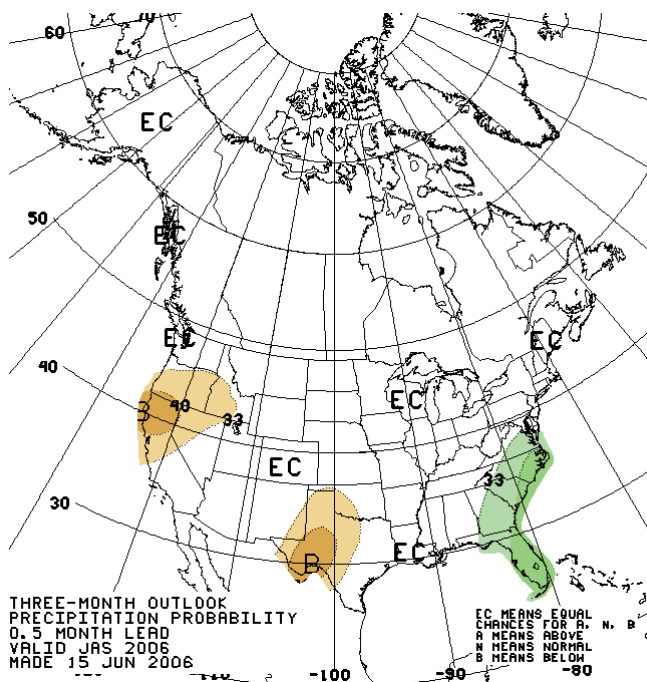 70
60
EC
50
EC
EC
EC
40
B
40
33
EC
EC
33
30
EC
B
THREE-MONTH OUTLOOK
PRECIPITATION PROBABILITY
0.5 MONTH LEAD
VALID JAS 2006
MADE 15 JUN 2006
EC MEANS EQUAL
CHANCES FOR A, N, B
A MEANS ABOVE
N MEANS NORMAL
B MEANS BELOW
-110
-100
-80